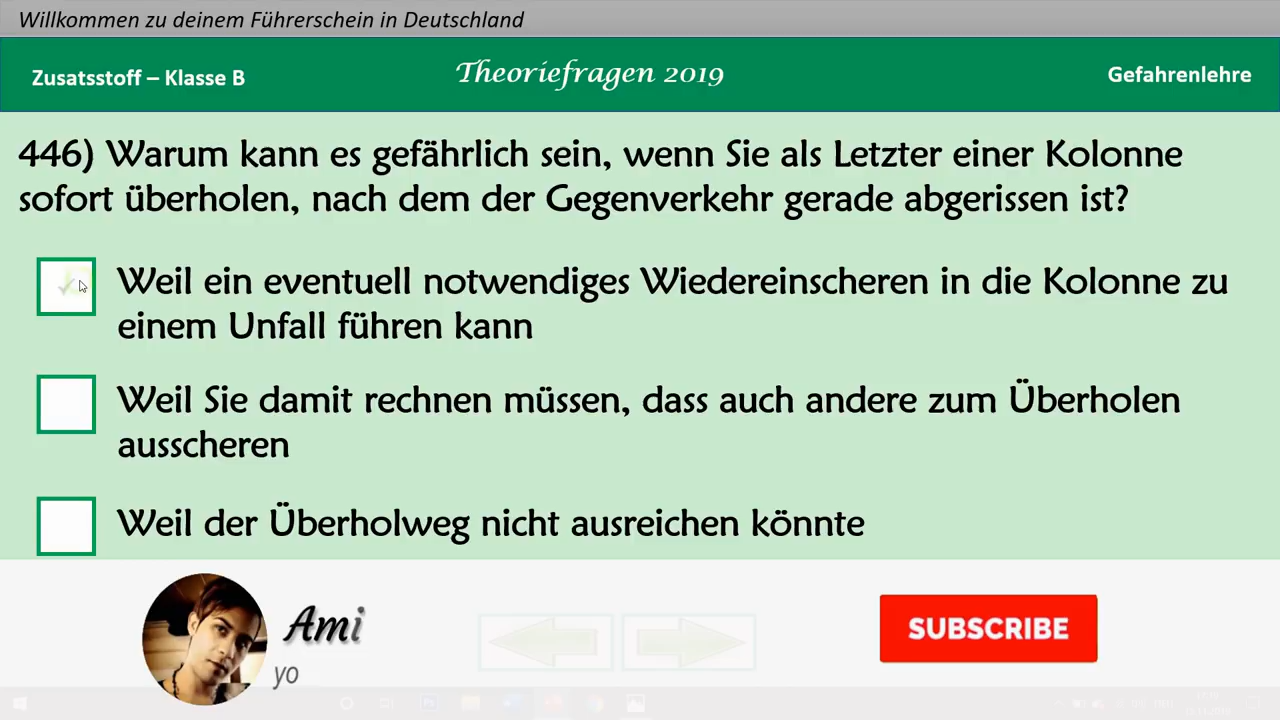 Willkommen zu deinem Führerschein in Deutschland
Zusatsstoff – Klasse B
Theoriefragen 2019
Gefahrenlehre
446) Warum kann es gefährlich sein, wenn Sie als Letzter einer Kolonne
sofort überholen, nach dem der Gegenverkehr gerade abgerissen ist?
Weil ein eventuell notwendiges Wiedereinscheren in die Kolonne zu
einem Unfall führen kann
Weil Sie damit rechnen müssen, dass auch andere zum Überholen
ausscheren
Weil der Überholweg nicht ausreichen könnte
Ami
yo
SUBSCRIBE